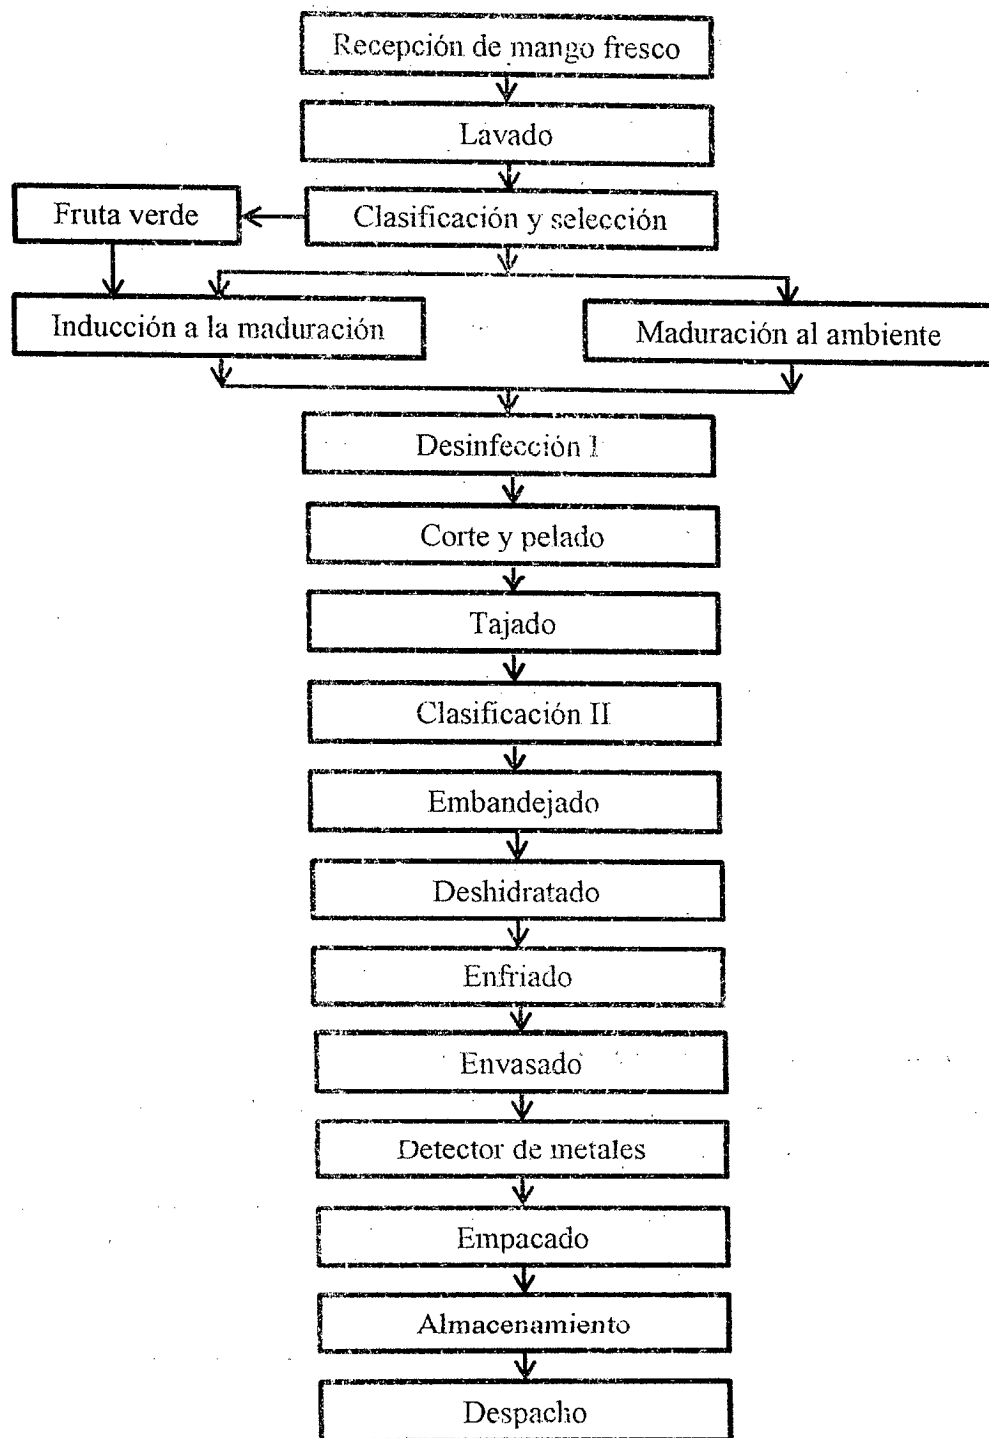 Recepción de mango fresco
Lavado
Clasificación y selección
Fruta verde
Inducción a la maduración
Maduración al ambiente
Desinfección I
Corte y pelado
Tajado
Clasificación II
Embandejado
Deshidratado
Enfriado
Envasado
Detector de metales
Empacado
Almacenamiento
Despacho